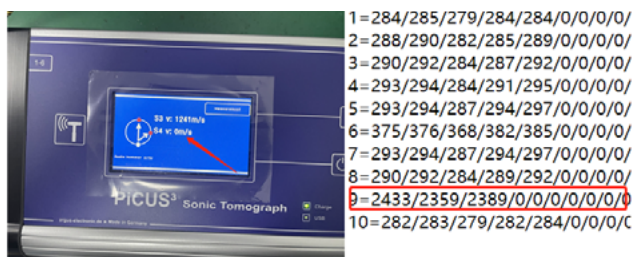 1-6
S3 v: 1241m/s
S4 v: 0m/s
PiCUS³ Sonic Tomograph
Charge
USB
1=284/285/279/284/284/0/0/0/0/
2=288/290/282/285/289/0/0/0/0/
3=290/292/284/287/292/0/0/0/0/
4=293/294/284/291/295/0/0/0/0/
5=293/294/287/294/297/0/0/0/0/
6=375/376/368/382/385/0/0/0/0/
7=293/294/287/294/297/0/0/0/0/
8=290/292/284/289/292/0/0/0/0/
9=2433/2359/2389/0/0/0/0/0/0/0
10=282/283/279/282/284/0/0/0/0